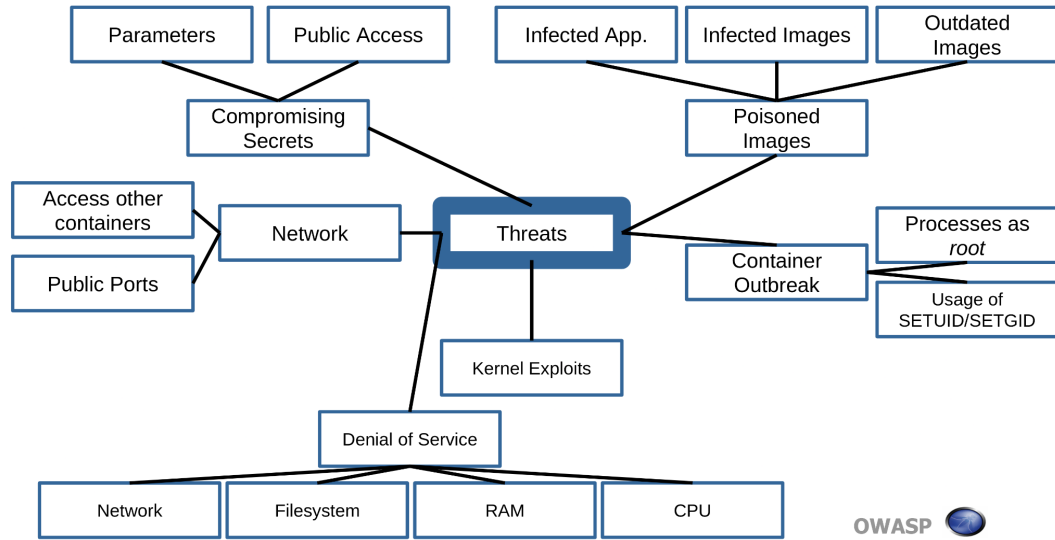 Parameters
Public Access
Infected App.
Infected Images
Outdated
Images
Compromising
Secrets
Poisoned
Images
Access other
containers
Network
Threats
Processes as
root
Public Ports
Container
Outbreak
Usage of
SETUID/SETGID
Kernel Exploits
Denial of Service
Network
Filesystem
RAM
CPU
OWASP